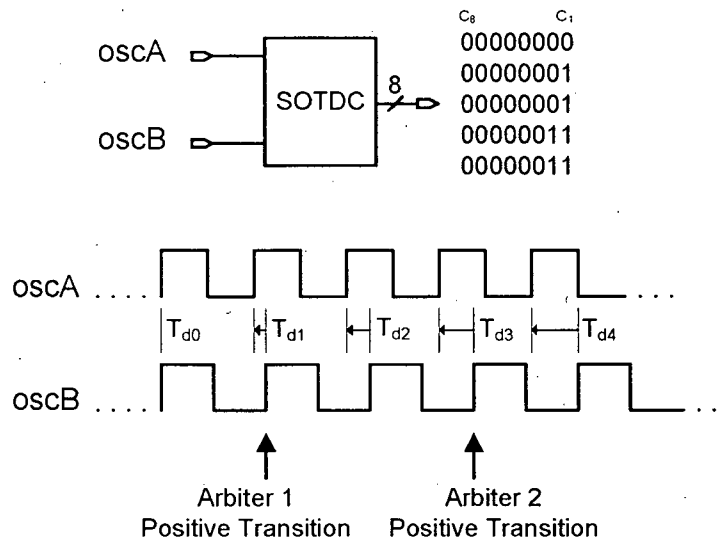 C8 C1
oscA
oscB
SOTDC
8
00000000
00000001
00000001
00000011
00000011
oscA . . . . . . .
Td0 Td1 Td2 Td3 Td4
oscB . . . . . . .
Arbiter 1 Arbiter 2
Positive Transition Positive Transition